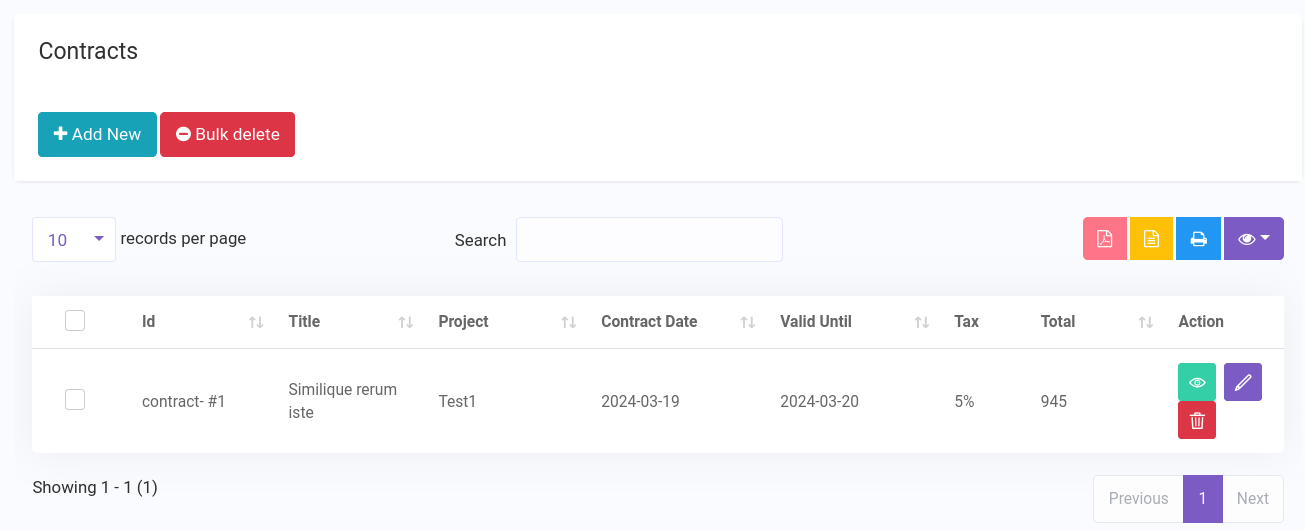 Contracts
Add New Bulk delete
10 records per page Search
Id Title Project Contract Date Valid Until Tax Total Action
contract- #1 Similique rerum iste Test1 2024-03-19 2024-03-20 5% 945
Showing 1 - 1 (1) Previous 1 Next